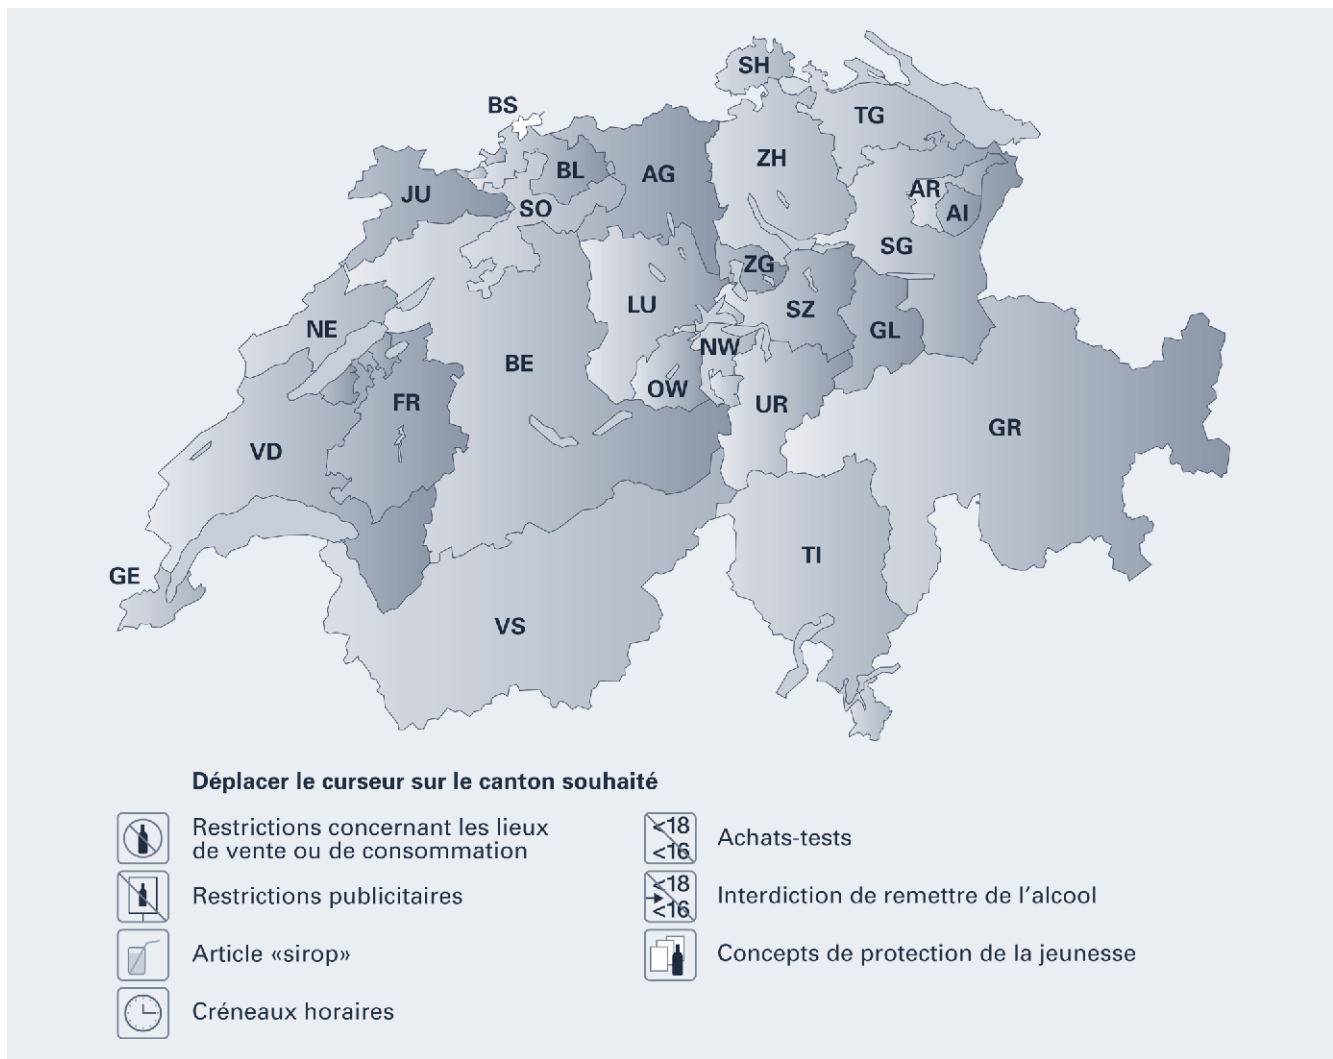 SH
BS
TG
ZH
BL
AG
JU
AR
SO
AI
SG
ZG
LU
SZ
NE
GL
NW
BE
OW
FR
UR
GR
VD
TI
GE
VS
Déplacer le curseur sur le canton souhaité
Restrictions concernant les lieux
de vente ou de consommation
Restrictions publicitaires
Article «sirop»
Créneaux horaires
<18
<16
Achats-tests
<18
<16
Interdiction de remettre de l’alcool
Concepts de protection de la jeunesse